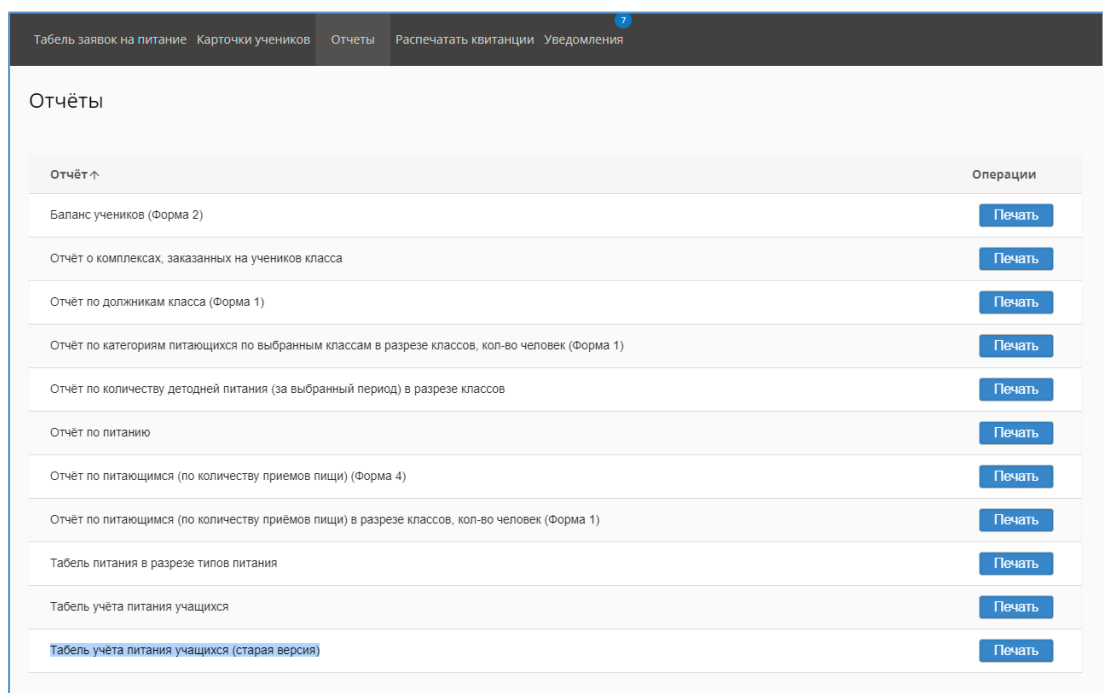 7
Табель заявок на питание Карточки учеников Отчеты Распечатать квитанции Уведомления
Отчёты
Отчёт↑ Операции
Баланс учеников (Форма 2) Печать
Отчёт о комплексах, заказанных на учеников класса Печать
Отчёт по должникам класса (Форма 1) Печать
Отчёт по категориям питающихся по выбранным классам в разрезе классов, кол-во человек (Форма 1) Печать
Отчёт по количеству детодней питания (за выбранный период) в разрезе классов Печать
Отчёт по питанию Печать
Отчёт по питающимся (по количеству приемов пищи) (Форма 4) Печать
Отчёт по питающимся (по количеству приёмов пищи) в разрезе классов, кол-во человек (Форма 1) Печать
Табель питания в разрезе типов питания Печать
Табель учёта питания учащихся Печать
Табель учёта питания учащихся (старая версия) Печать